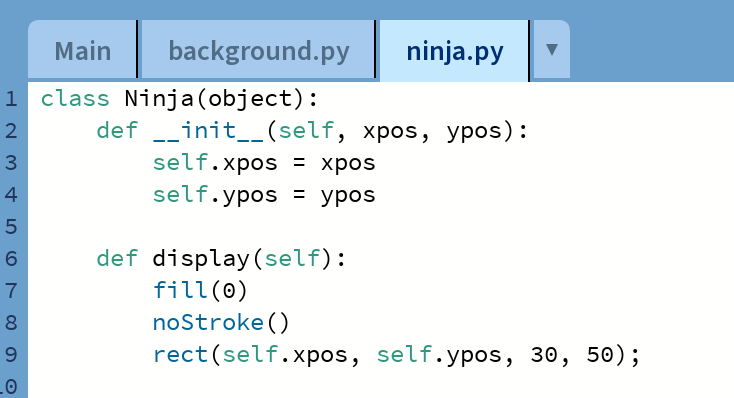 Main background.py ninja.py ▼
1 class Ninja(object):
2     def __init__(self, xpos, ypos):
3         self.xpos = xpos
4         self.ypos = ypos
5
6     def display(self):
7         fill(0)
8         noStroke()
9         rect(self.xpos, self.ypos, 30, 50);
10